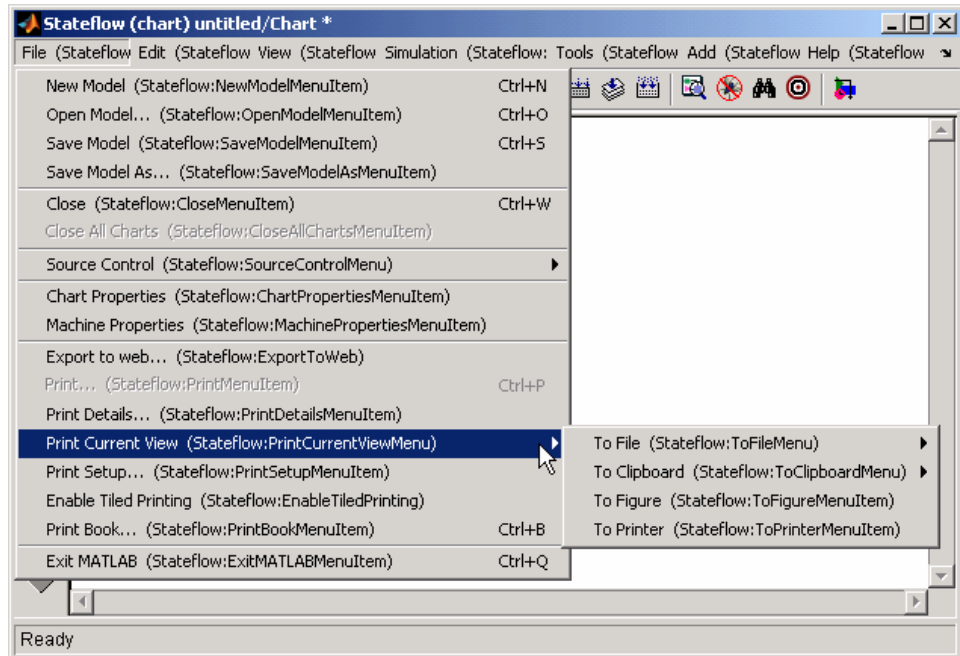 Stateflow (chart) untitled/Chart *
File (Stateflow Edit (Stateflow View (Stateflow Simulation (Stateflow: Tools (Stateflow Add (Stateflow Help (Stateflow
New Model (Stateflow:NewModelMenuItem) Ctrl+N
Open Model... (Stateflow:OpenModelMenuItem) Ctrl+O
Save Model (Stateflow:SaveModelMenuItem) Ctrl+S
Save Model As... (Stateflow:SaveModelAsMenuItem)
Close (Stateflow:CloseMenuItem) Ctrl+W
Close All Charts (Stateflow:CloseAllChartsMenuItem)
Source Control (Stateflow:SourceControlMenu)
Chart Properties (Stateflow:ChartPropertiesMenuItem)
Machine Properties (Stateflow:MachinePropertiesMenuItem)
Export to web... (Stateflow:ExportToWeb)
Print... (Stateflow:PrintMenuItem) Ctrl+P
Print Details... (Stateflow:PrintDetailsMenuItem)
Print Current View (Stateflow:PrintCurrentViewMenu)
To File (Stateflow:ToFileMenu)
Print Setup... (Stateflow:PrintSetupMenuItem)
To Clipboard (Stateflow:ToClipboardMenu)
Enable Tiled Printing (Stateflow:EnableTiledPrinting)
To Figure (Stateflow:ToFigureMenuItem)
Print Book... (Stateflow:PrintBookMenuItem) Ctrl+B
To Printer (Stateflow:ToPrinterMenuItem)
Exit MATLAB (Stateflow:ExitMATLABMenuItem) Ctrl+Q
Ready